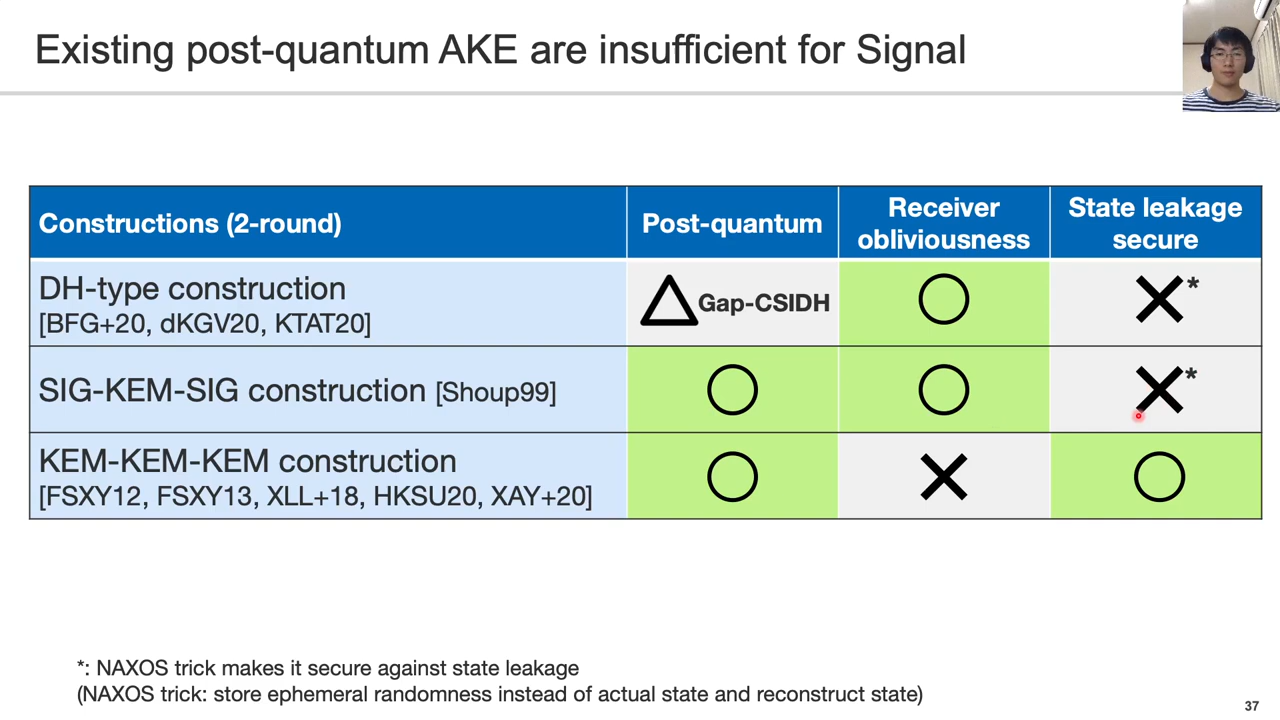 Existing post-quantum AKE are insufficient for Signal
Constructions (2-round)
Post-quantum
Receiver
obliviousness
State leakage
secure
DH-type construction
[BFG+20, dKGV20, KTAT20]
Gap-CSIDH
*
SIG-KEM-SIG construction [Shoup99]
*
KEM-KEM-KEM construction
[FSXY12, FSXY13, XLL+18, HKSU20, XAY+20]
*: NAXOS trick makes it secure against state leakage
(NAXOS trick: store ephemeral randomness instead of actual state and reconstruct state)
37